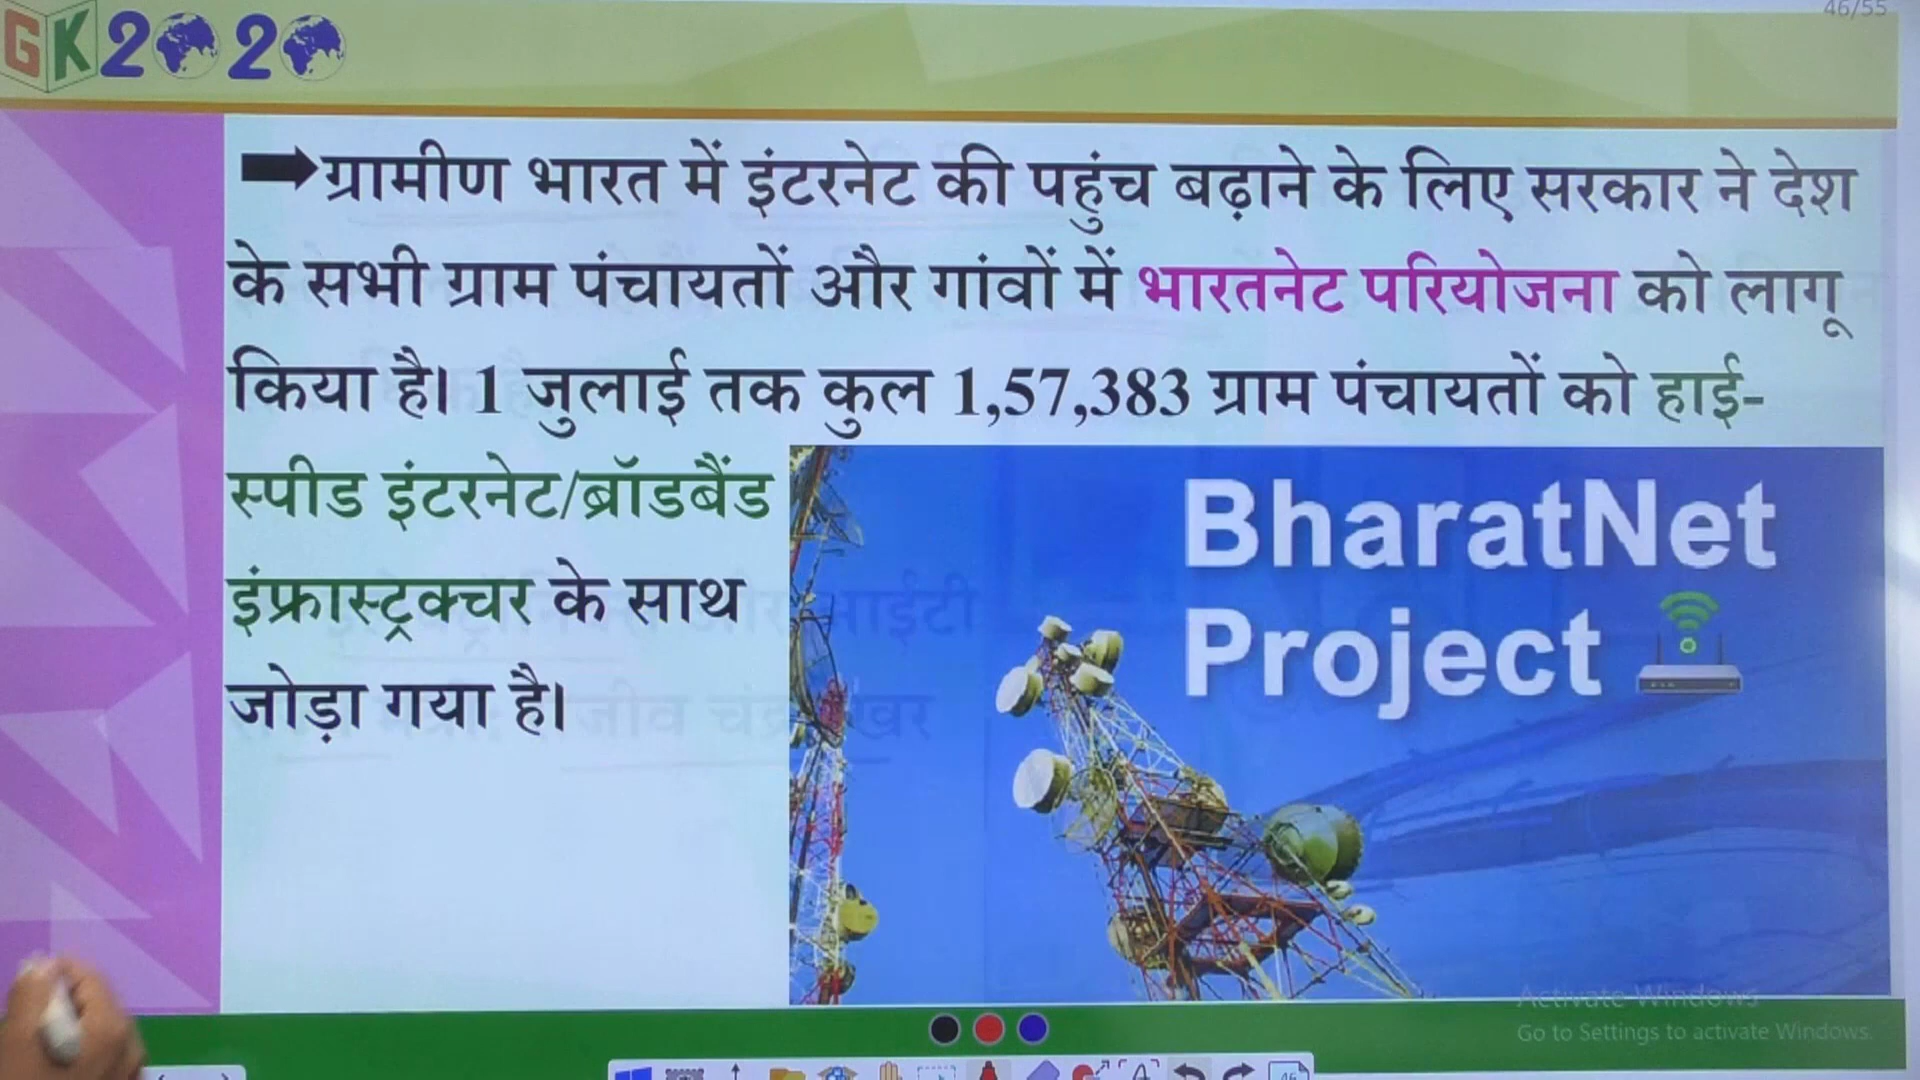 GK2020
46/55
➡ग्रामीण भारत में इंटरनेट की पहुंच बढ़ाने के लिए सरकार ने देश
के सभी ग्राम पंचायतों और गांवों में भारतनेट परियोजना को लागू
किया है। 1 जुलाई तक कुल 1,57,383 ग्राम पंचायतों को हाई-
स्पीड इंटरनेट/ब्रॉडबैंड
इंफ्रास्ट्रेक्चर के साथ
जोड़ा गया है।
BharatNet
Project
Activate Windows
Go to Settings to activate Windows.